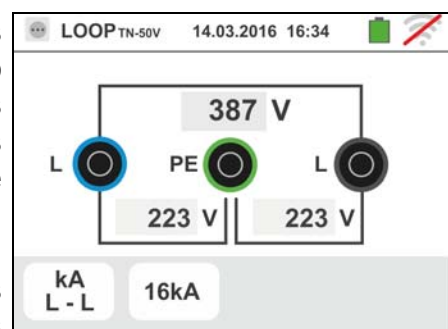 LOOP TN-50V 14.03.2016 16:34
387 V
L PE L
223 V 223 V
kA
L - L
16kA